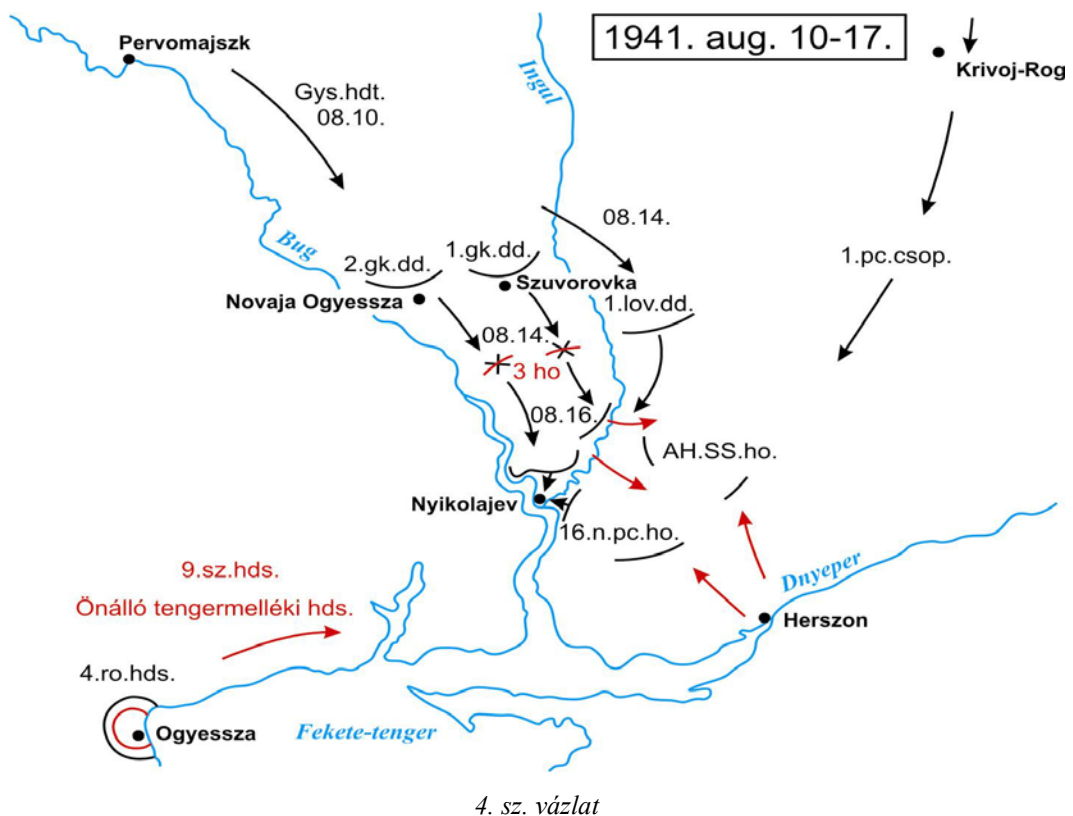 1941. aug. 10-17.
Pervomajszk
Ingul
Krivoj-Rog
Gys.hdt.
08.10.
08.14.
Bug
1.gk.dd.
1.pc.csop.
2.gk.dd.
Szuvorovka
Novaja Ogyessza
1.lov.dd.
08.14.
3 ho
08.16.
AH.SS.ho.
Nyikolajev
16.n.pc.ho.
9.sz.hds.
Önálló tengermelléki hds.
Dnyeper
Herszon
4.ro.hds.
Ogyessza
Fekete-tenger
4. sz. vázlat